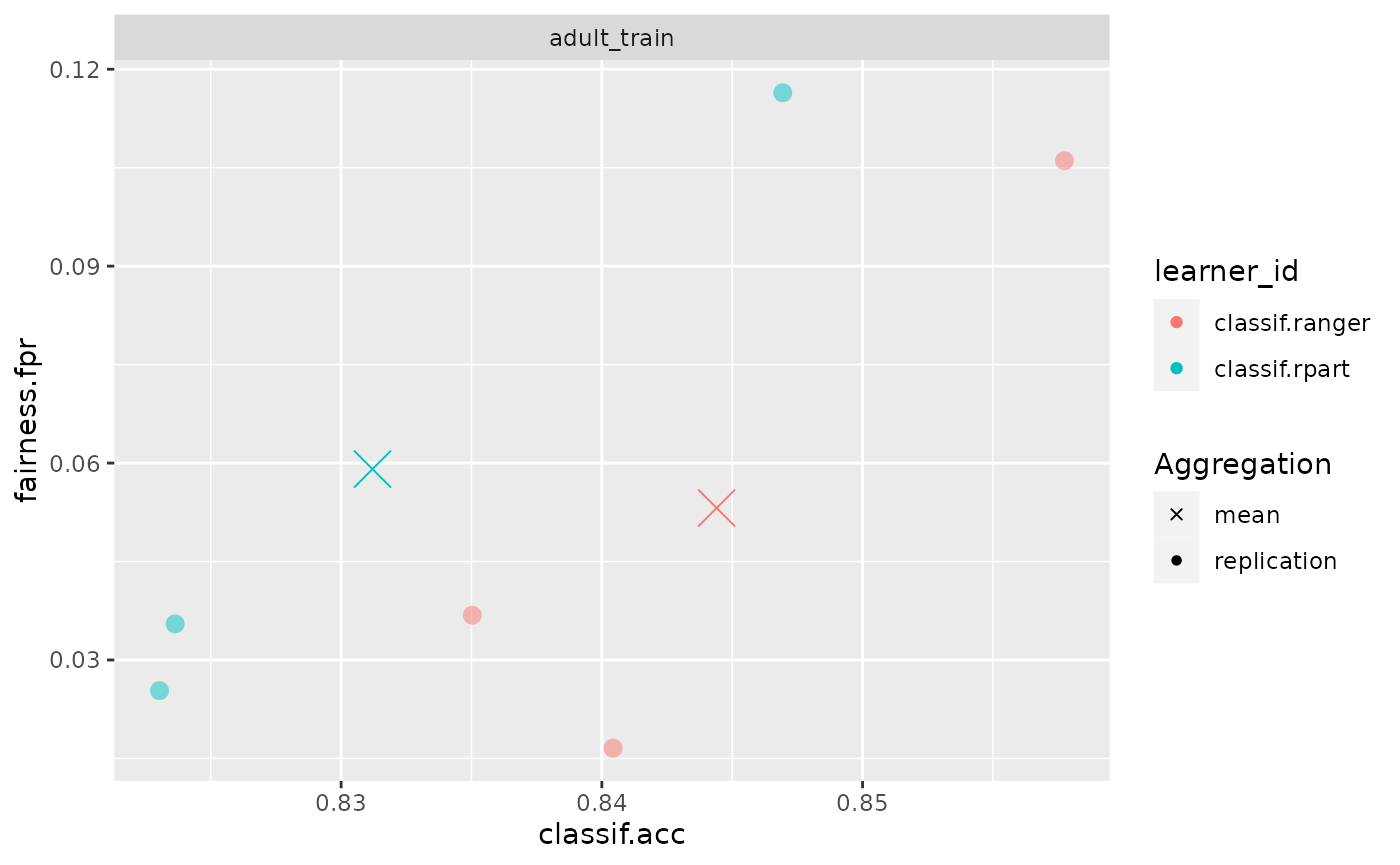 adult_train
0.12
0.09
0.06
0.03
fairness.fpr
0.83
0.84
0.85
classif.acc
learner_id
classif.ranger
classif.rpart
Aggregation
mean
replication